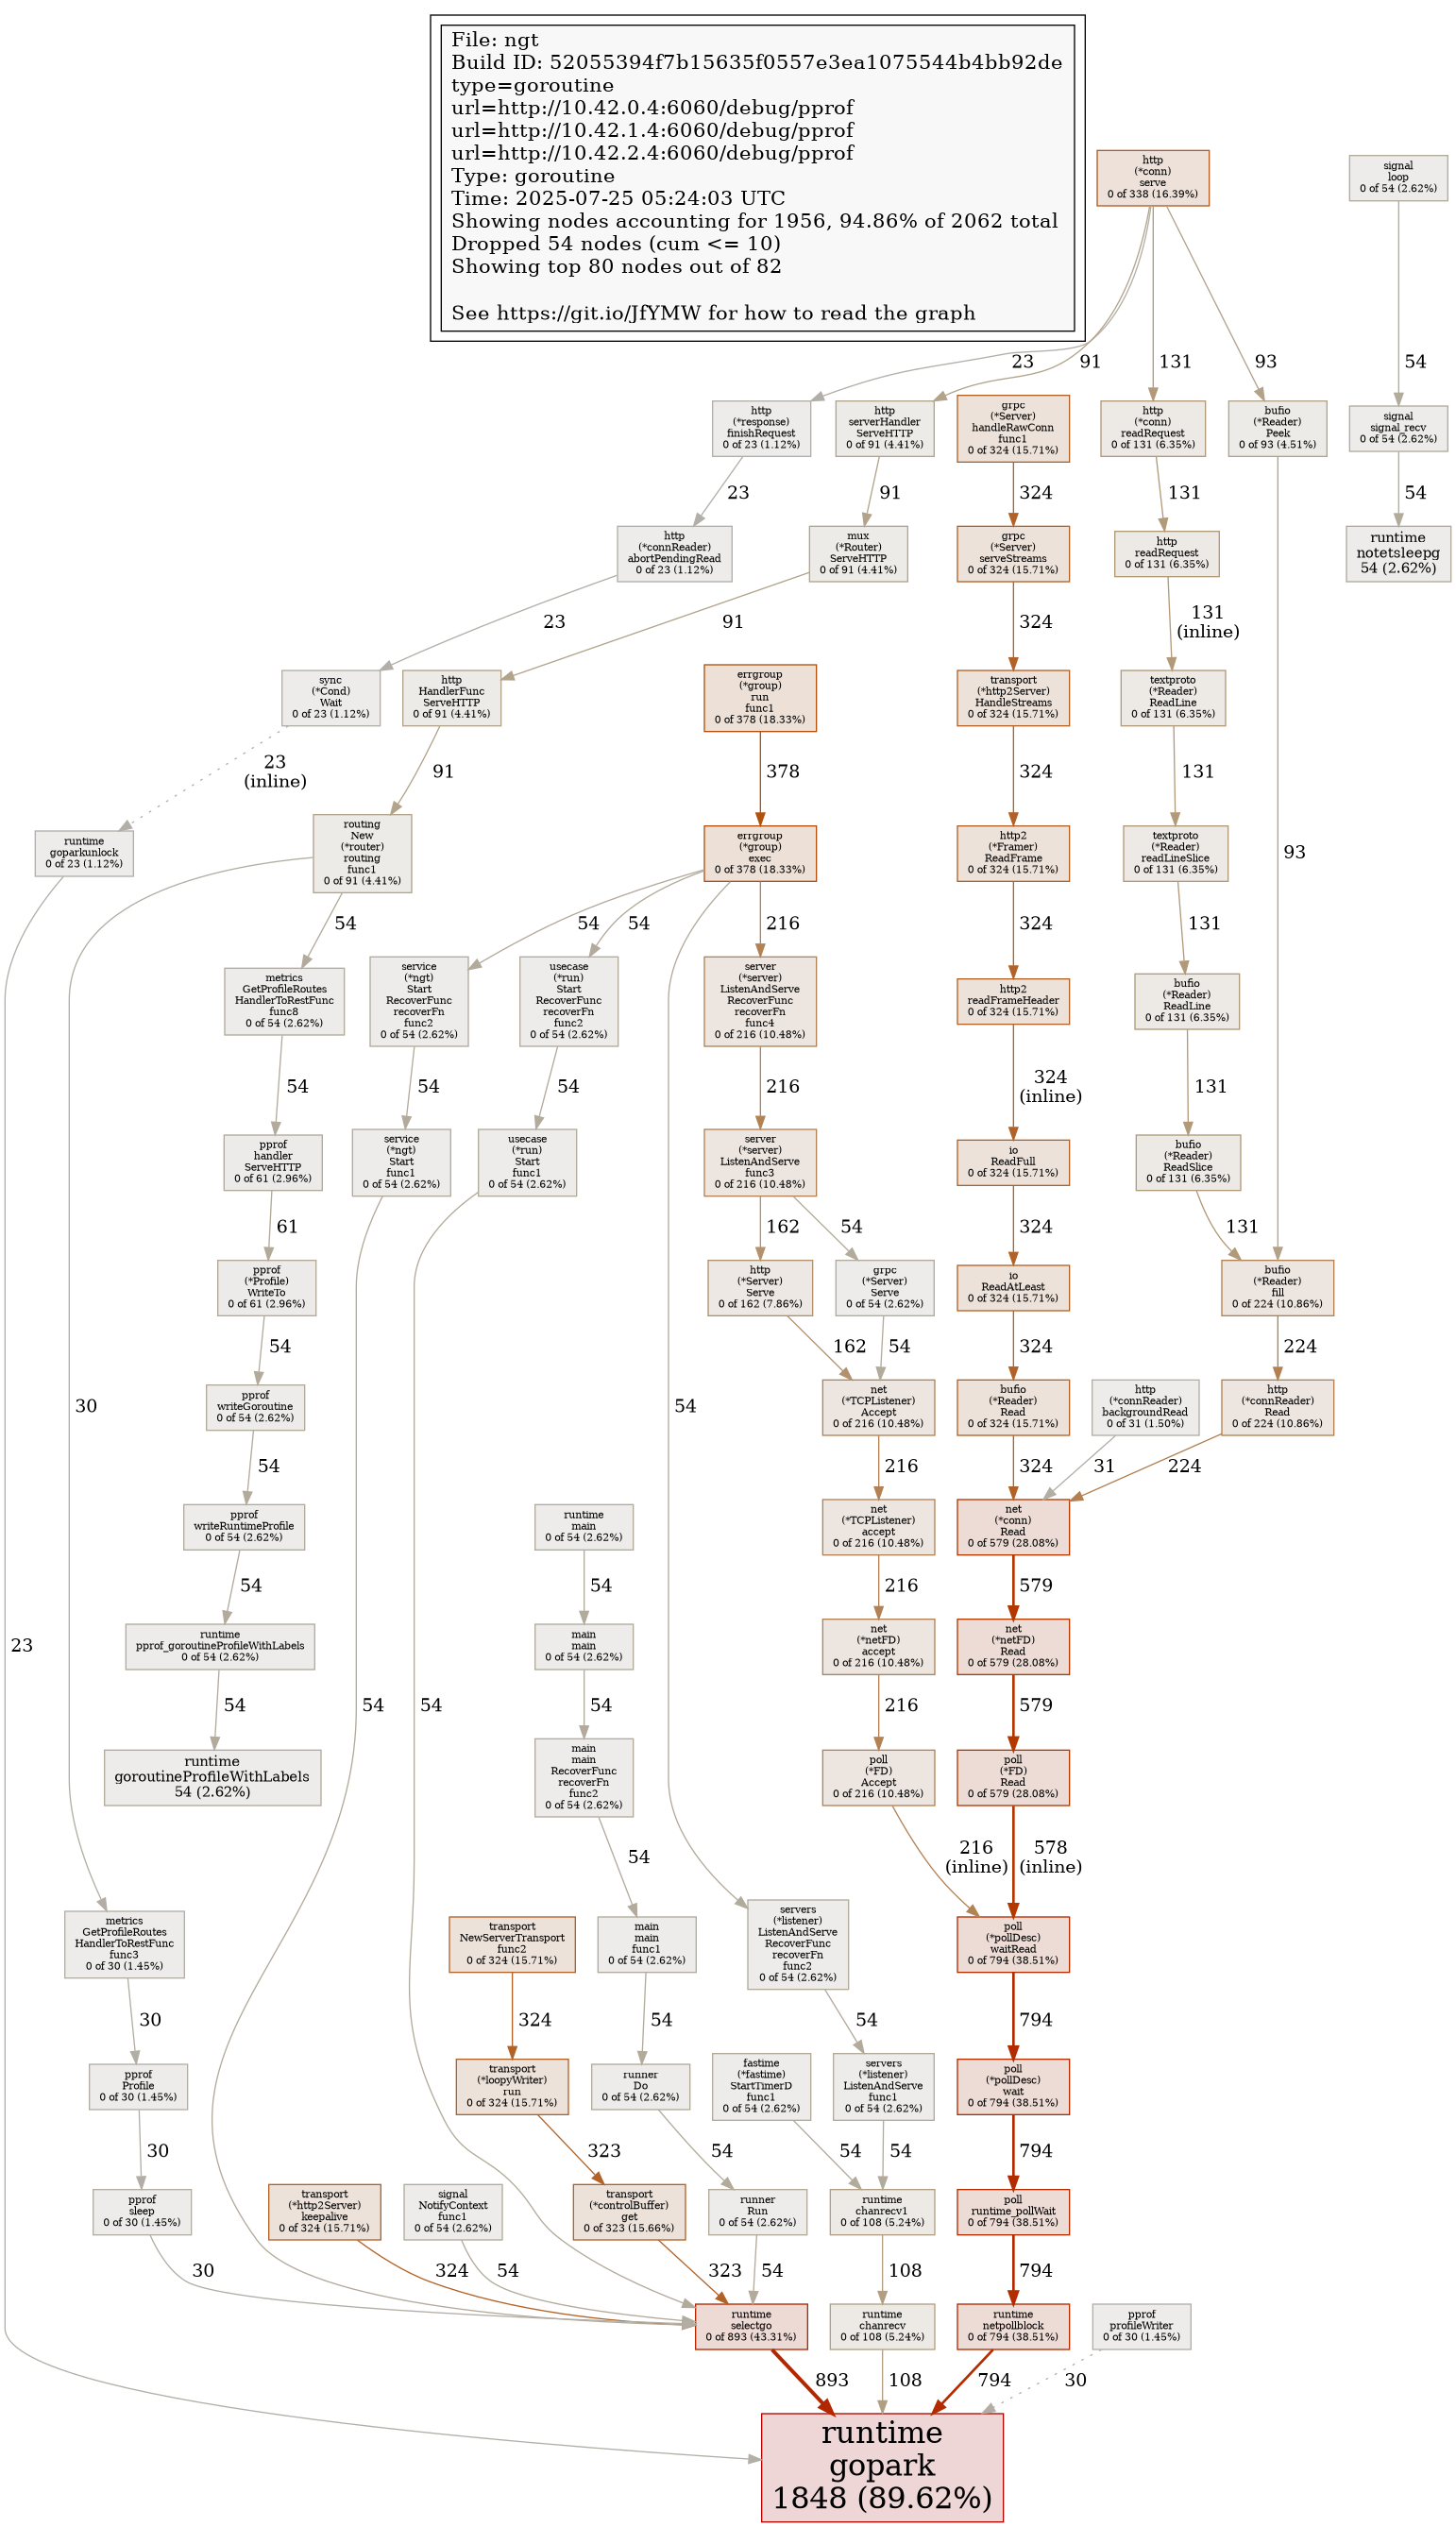 File: ngt
Build ID: 52055394f7b15635f0557e3ea1075544b4bb92de
type=goroutine
url=http://10.42.0.4:6060/debug/pprof
url=http://10.42.1.4:6060/debug/pprof
url=http://10.42.2.4:6060/debug/pprof
Type: goroutine
Time: 2025-07-25 05:24:03 UTC
Showing nodes accounting for 1956, 94.86% of 2062 total
Dropped 54 nodes (cum <= 10)
Showing top 80 nodes out of 82
See https://git.io/JfYMW for how to read the graph
http
(*conn)
serve
0 of 338 (16.39%)
signal
loop
0 of 54 (2.62%)
23
91
131
93
54
http
(*response)
finishRequest
0 of 23 (1.12%)
http
serverHandler
ServeHTTP
0 of 91 (4.41%)
grpc
(*Server)
handleRawConn
func1
0 of 324 (15.71%)
http
(*conn)
readRequest
0 of 131 (6.35%)
bufio
(*Reader)
Peek
0 of 93 (4.51%)
signal
signal_recv
0 of 54 (2.62%)
23
91
324
131
54
http
(*connReader)
abortPendingRead
0 of 23 (1.12%)
mux
(*Router)
ServeHTTP
0 of 91 (4.41%)
grpc
(*Server)
serveStreams
0 of 324 (15.71%)
http
readRequest
0 of 131 (6.35%)
runtime
notetsleepg
54 (2.62%)
23
91
324
131
(inline)
sync
(*Cond)
Wait
0 of 23 (1.12%)
http
HandlerFunc
ServeHTTP
0 of 91 (4.41%)
errgroup
(*group)
run
func1
0 of 378 (18.33%)
transport
(*http2Server)
HandleStreams
0 of 324 (15.71%)
textproto
(*Reader)
ReadLine
0 of 131 (6.35%)
23
(inline)
91
378
324
131
runtime
goparkunlock
0 of 23 (1.12%)
routing
New
(*router)
routing
func1
0 of 91 (4.41%)
errgroup
(*group)
exec
0 of 378 (18.33%)
http2
(*Framer)
ReadFrame
0 of 324 (15.71%)
textproto
(*Reader)
readLineSlice
0 of 131 (6.35%)
93
54
54
54
216
324
131
metrics
GetProfileRoutes
HandlerToRestFunc
func8
0 of 54 (2.62%)
service
(*ngt)
Start
RecoverFunc
recoverFn
func2
0 of 54 (2.62%)
usecase
(*run)
Start
RecoverFunc
recoverFn
func2
0 of 54 (2.62%)
server
(*server)
ListenAndServe
RecoverFunc
recoverFn
func4
0 of 216 (10.48%)
http2
readFrameHeader
0 of 324 (15.71%)
bufio
(*Reader)
ReadLine
0 of 131 (6.35%)
54
54
54
216
324
(inline)
131
pprof
handler
ServeHTTP
0 of 61 (2.96%)
service
(*ngt)
Start
func1
0 of 54 (2.62%)
usecase
(*run)
Start
func1
0 of 54 (2.62%)
server
(*server)
ListenAndServe
func3
0 of 216 (10.48%)
io
ReadFull
0 of 324 (15.71%)
bufio
(*Reader)
ReadSlice
0 of 131 (6.35%)
61
162
54
324
131
pprof
(*Profile)
WriteTo
0 of 61 (2.96%)
http
(*Server)
Serve
0 of 162 (7.86%)
grpc
(*Server)
Serve
0 of 54 (2.62%)
io
ReadAtLeast
0 of 324 (15.71%)
bufio
(*Reader)
fill
0 of 224 (10.86%)
54
162
54
324
224
30
54
pprof
writeGoroutine
0 of 54 (2.62%)
net
(*TCPListener)
Accept
0 of 216 (10.48%)
bufio
(*Reader)
Read
0 of 324 (15.71%)
http
(*connReader)
backgroundRead
0 of 31 (1.50%)
http
(*connReader)
Read
0 of 224 (10.86%)
54
216
324
31
224
pprof
writeRuntimeProfile
0 of 54 (2.62%)
runtime
main
0 of 54 (2.62%)
net
(*TCPListener)
accept
0 of 216 (10.48%)
net
(*conn)
Read
0 of 579 (28.08%)
54
54
216
579
23
runtime
pprof_goroutineProfileWithLabels
0 of 54 (2.62%)
main
main
0 of 54 (2.62%)
net
(*netFD)
accept
0 of 216 (10.48%)
net
(*netFD)
Read
0 of 579 (28.08%)
54
54
54
54
216
579
runtime
goroutineProfileWithLabels
54 (2.62%)
main
main
RecoverFunc
recoverFn
func2
0 of 54 (2.62%)
poll
(*FD)
Accept
0 of 216 (10.48%)
poll
(*FD)
Read
0 of 579 (28.08%)
54
216
(inline)
578
(inline)
metrics
GetProfileRoutes
HandlerToRestFunc
func3
0 of 30 (1.45%)
transport
NewServerTransport
func2
0 of 324 (15.71%)
main
main
func1
0 of 54 (2.62%)
servers
(*listener)
ListenAndServe
RecoverFunc
recoverFn
func2
0 of 54 (2.62%)
poll
(*pollDesc)
waitRead
0 of 794 (38.51%)
30
324
54
54
794
pprof
Profile
0 of 30 (1.45%)
transport
(*loopyWriter)
run
0 of 324 (15.71%)
runner
Do
0 of 54 (2.62%)
fastime
(*fastime)
StartTimerD
func1
0 of 54 (2.62%)
servers
(*listener)
ListenAndServe
func1
0 of 54 (2.62%)
poll
(*pollDesc)
wait
0 of 794 (38.51%)
30
323
54
54
54
794
pprof
sleep
0 of 30 (1.45%)
transport
(*http2Server)
keepalive
0 of 324 (15.71%)
signal
NotifyContext
func1
0 of 54 (2.62%)
transport
(*controlBuffer)
get
0 of 323 (15.66%)
runner
Run
0 of 54 (2.62%)
runtime
chanrecv1
0 of 108 (5.24%)
poll
runtime_pollWait
0 of 794 (38.51%)
30
324
54
323
54
108
794
runtime
selectgo
0 of 893 (43.31%)
runtime
chanrecv
0 of 108 (5.24%)
runtime
netpollblock
0 of 794 (38.51%)
pprof
profileWriter
0 of 30 (1.45%)
893
108
794
30
runtime
gopark
1848 (89.62%)